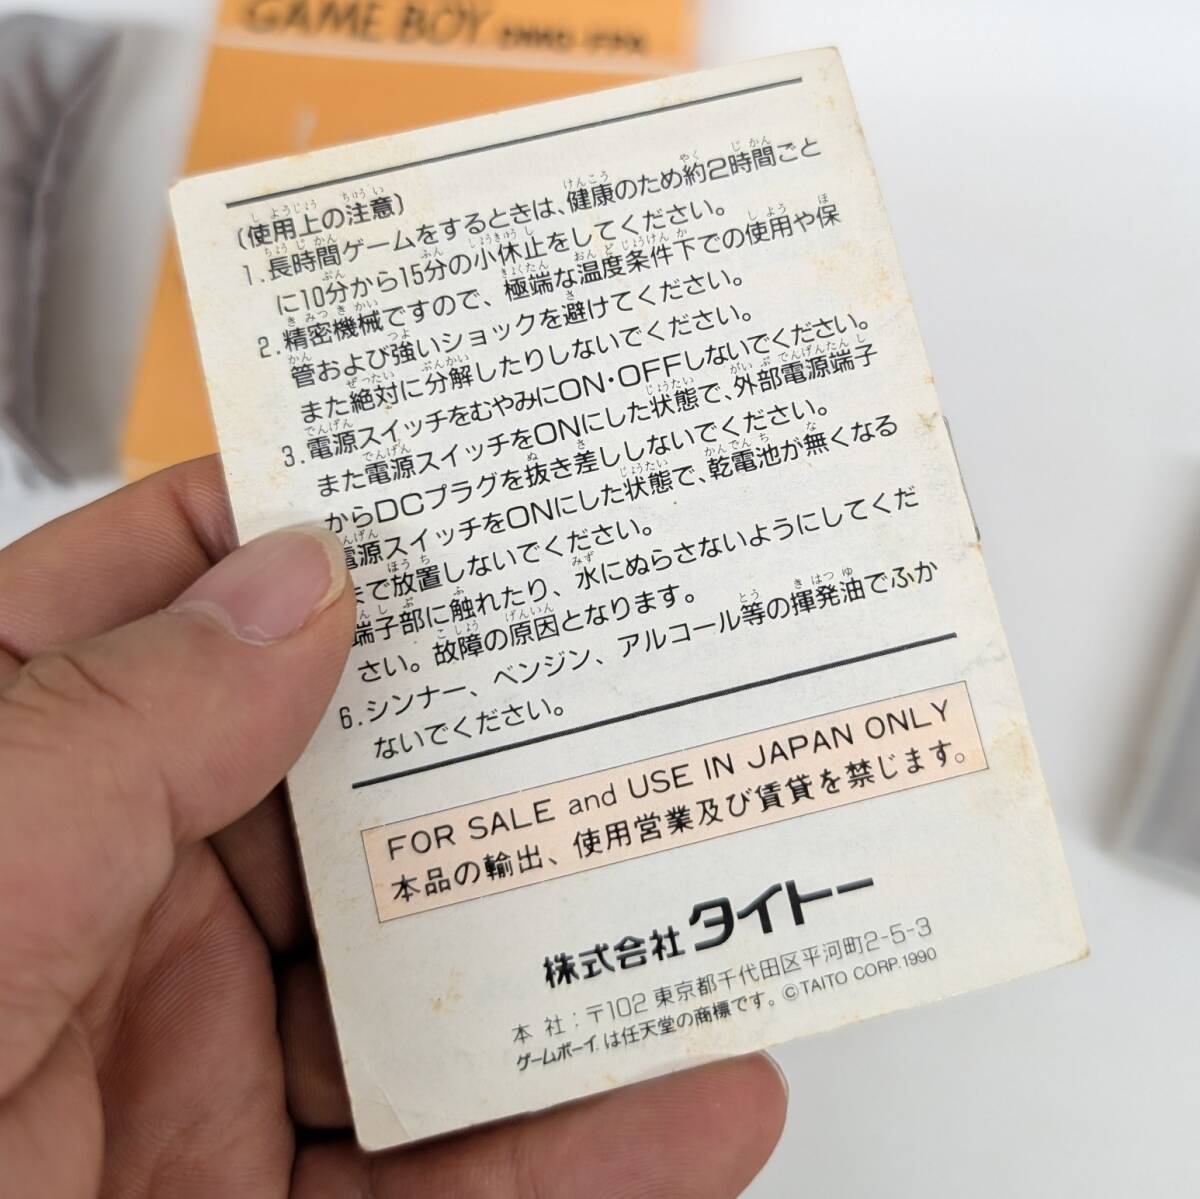 GAME BOY
(使用上の注意)
1.長時間ゲームをするときは、健康のため約2時間ごと
に10分から15分の小休止をしてください。
2.精密機械ですので、極端な温度条件下での使用や保
管および強いショックを避けてください。
また絶対に分解したりしないでください。
3.電源スイッチをむやみにON・OFFしないでください。
また電源スイッチをONにした状態で、外部電源端子
からDCプラグを抜き差ししないでください。
電源スイッチをONにした状態で、乾電池が無くなる
まで放置しないでください。
端子部に触れたり、水にぬらさないようにしてくだ
さい。故障の原因となります。
6.シンナー、ベンジン、アルコール等の揮発油でふか
ないでください。
FOR SALE and USE IN JAPAN ONLY
本品の輸出、使用営業及び賃貸を禁じます。
株式会社タイトー
本 社:〒102 東京都千代田区平河町2-5-3
ゲームボーイは任天堂の商標です。©TAITO CORP.1990